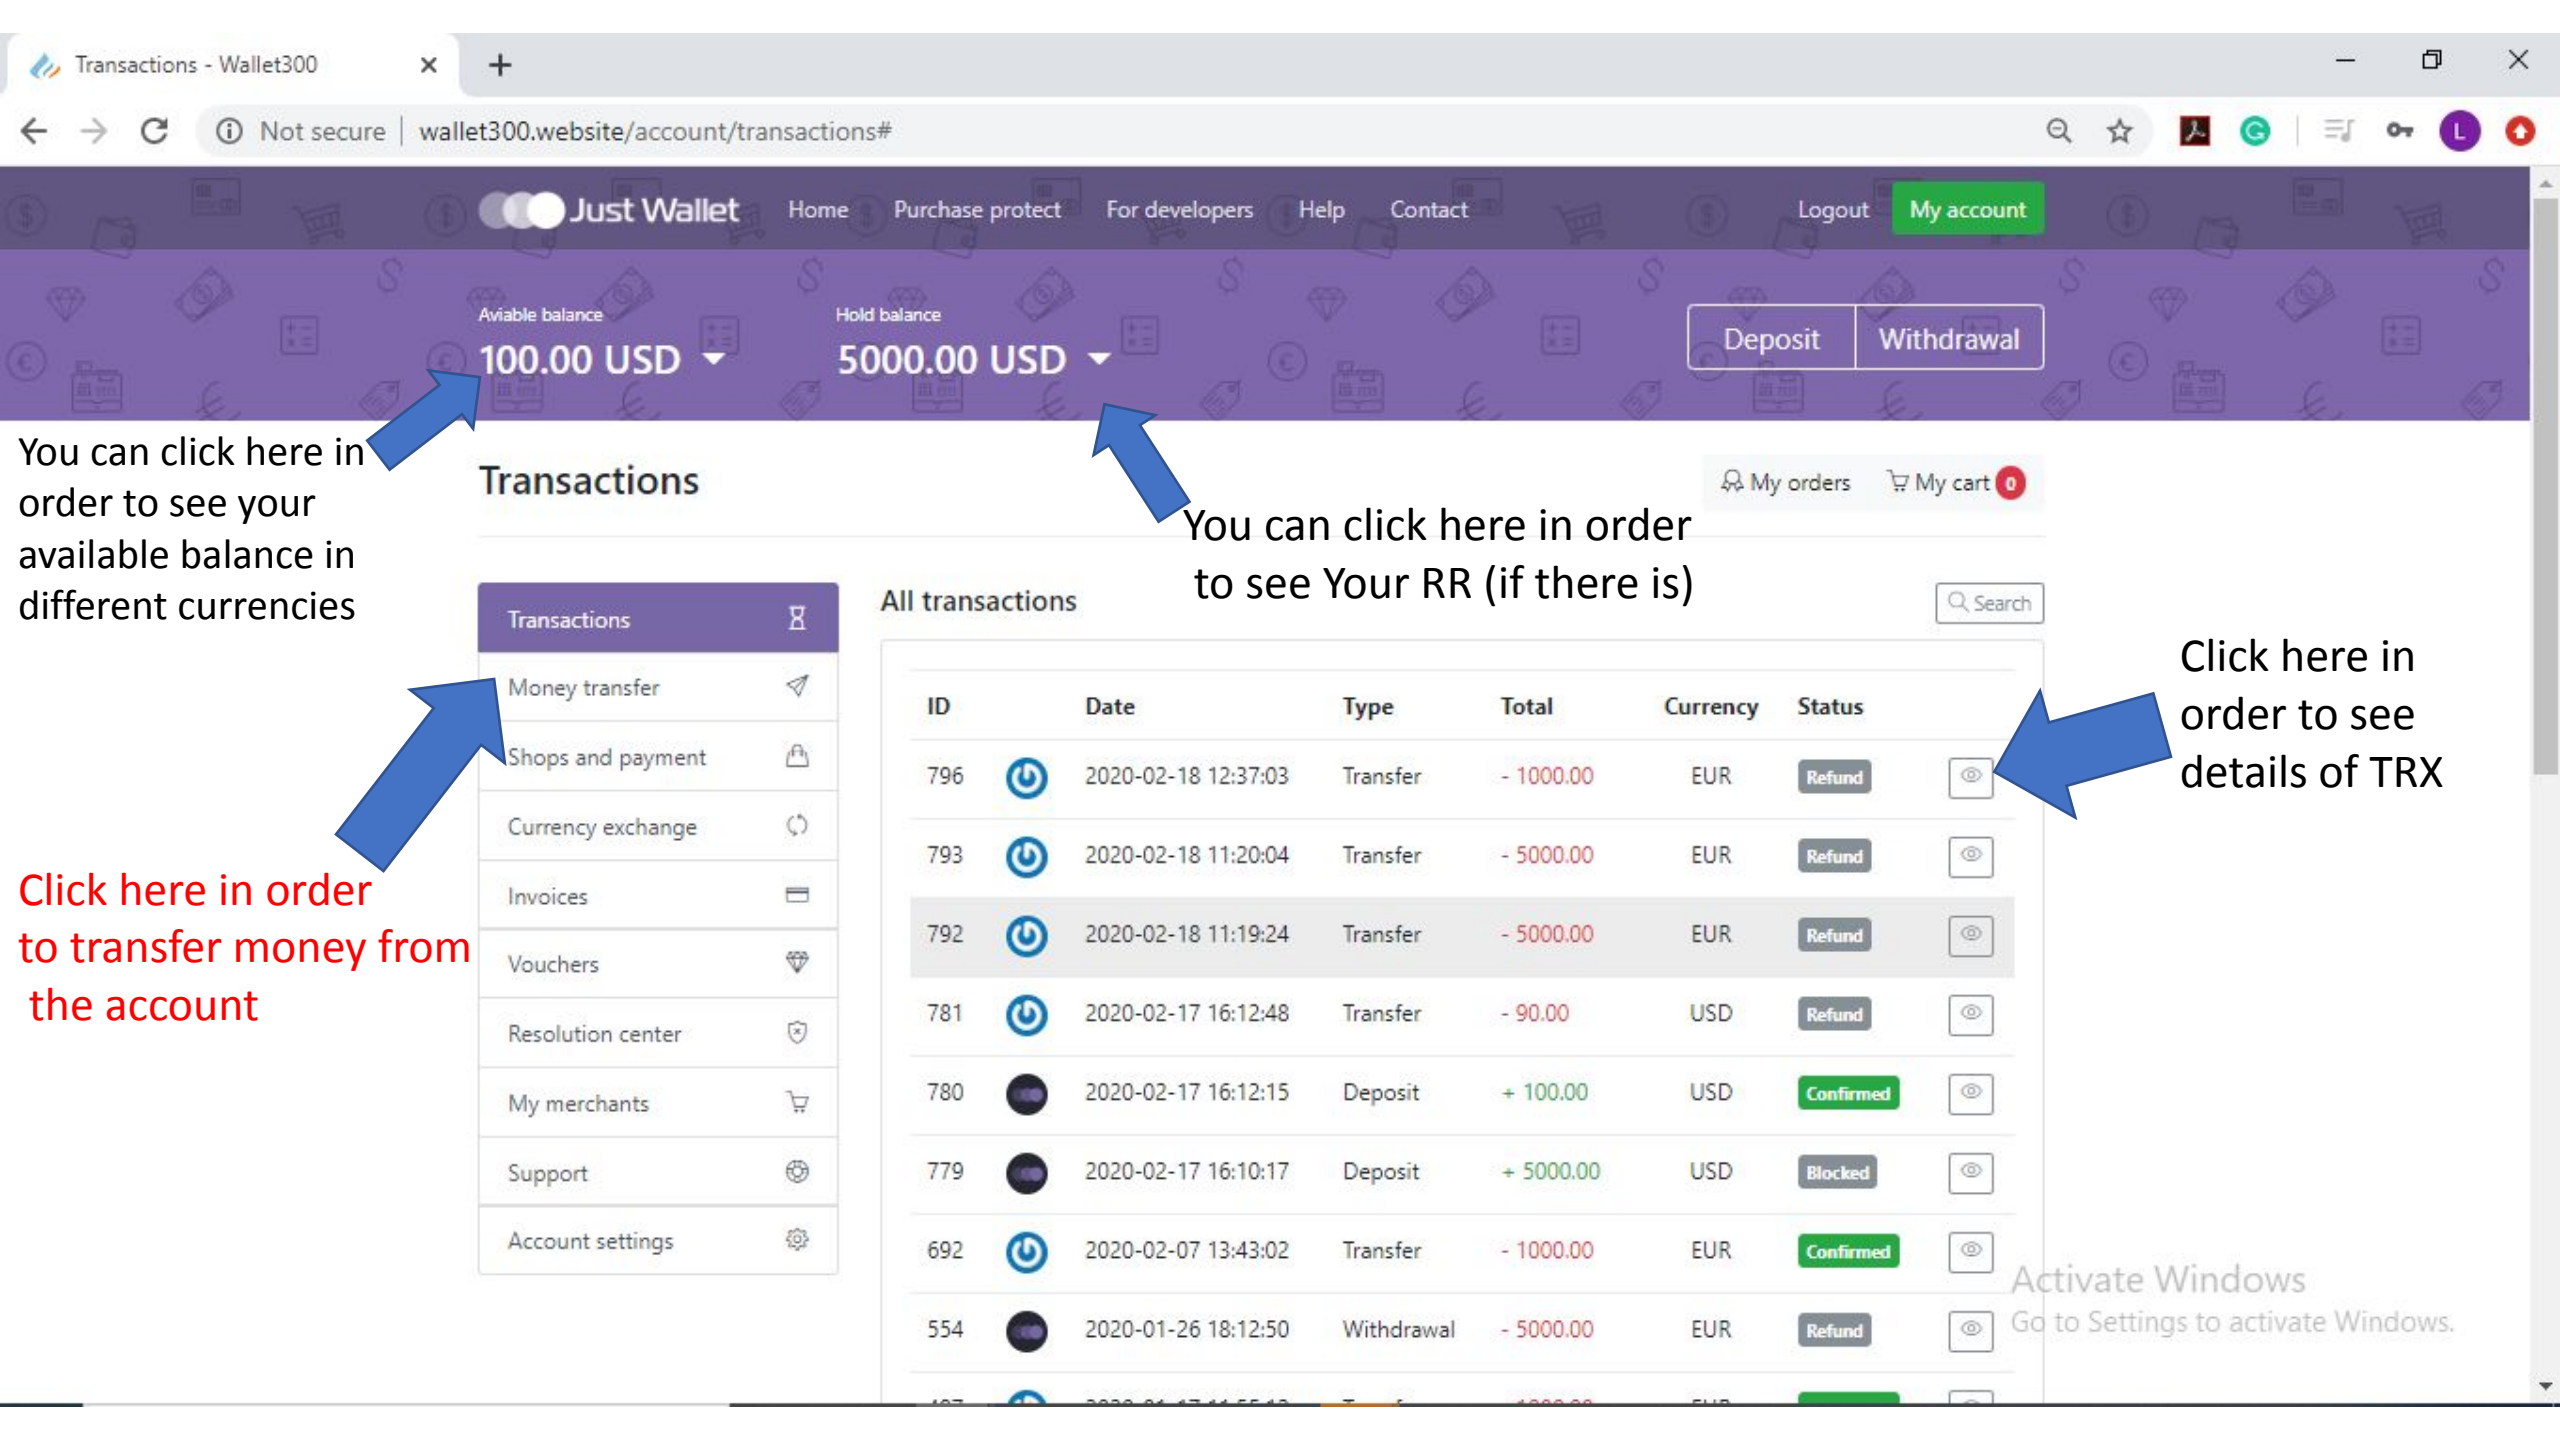 Transactions - Wallet300
Not secure | wallet300.website/account/transactions#
L
Just Wallet Home Purchase protect For developers Help Contact Logout My account
Aviable balance
100.00 USD
Hold balance
5000.00 USD
Deposit Withdrawal
You can click here in
order to see your
available balance in
different currencies
Transactions
My orders My cart 0
You can click here in order
to see Your RR (if there is)
Click here in
order to see
details of TRX
Click here in order
to transfer money from
the account
Transactions
Money transfer
Shops and payment
Currency exchange
Invoices
Vouchers
Resolution center
My merchants
Support
Account settings
All transactions Search
ID Date Type Total Currency Status
796 2020-02-18 12:37:03 Transfer - 1000.00 EUR Refund
793 2020-02-18 11:20:04 Transfer - 5000.00 EUR Refund
792 2020-02-18 11:19:24 Transfer - 5000.00 EUR Refund
781 2020-02-17 16:12:48 Transfer - 90.00 USD Refund
780 2020-02-17 16:12:15 Deposit + 100.00 USD Confirmed
779 2020-02-17 16:10:17 Deposit + 5000.00 USD Blocked
692 2020-02-07 13:43:02 Transfer - 1000.00 EUR Confirmed
554 2020-01-26 18:12:50 Withdrawal - 5000.00 EUR Refund
Activate Windows
Go to Settings to activate Windows.